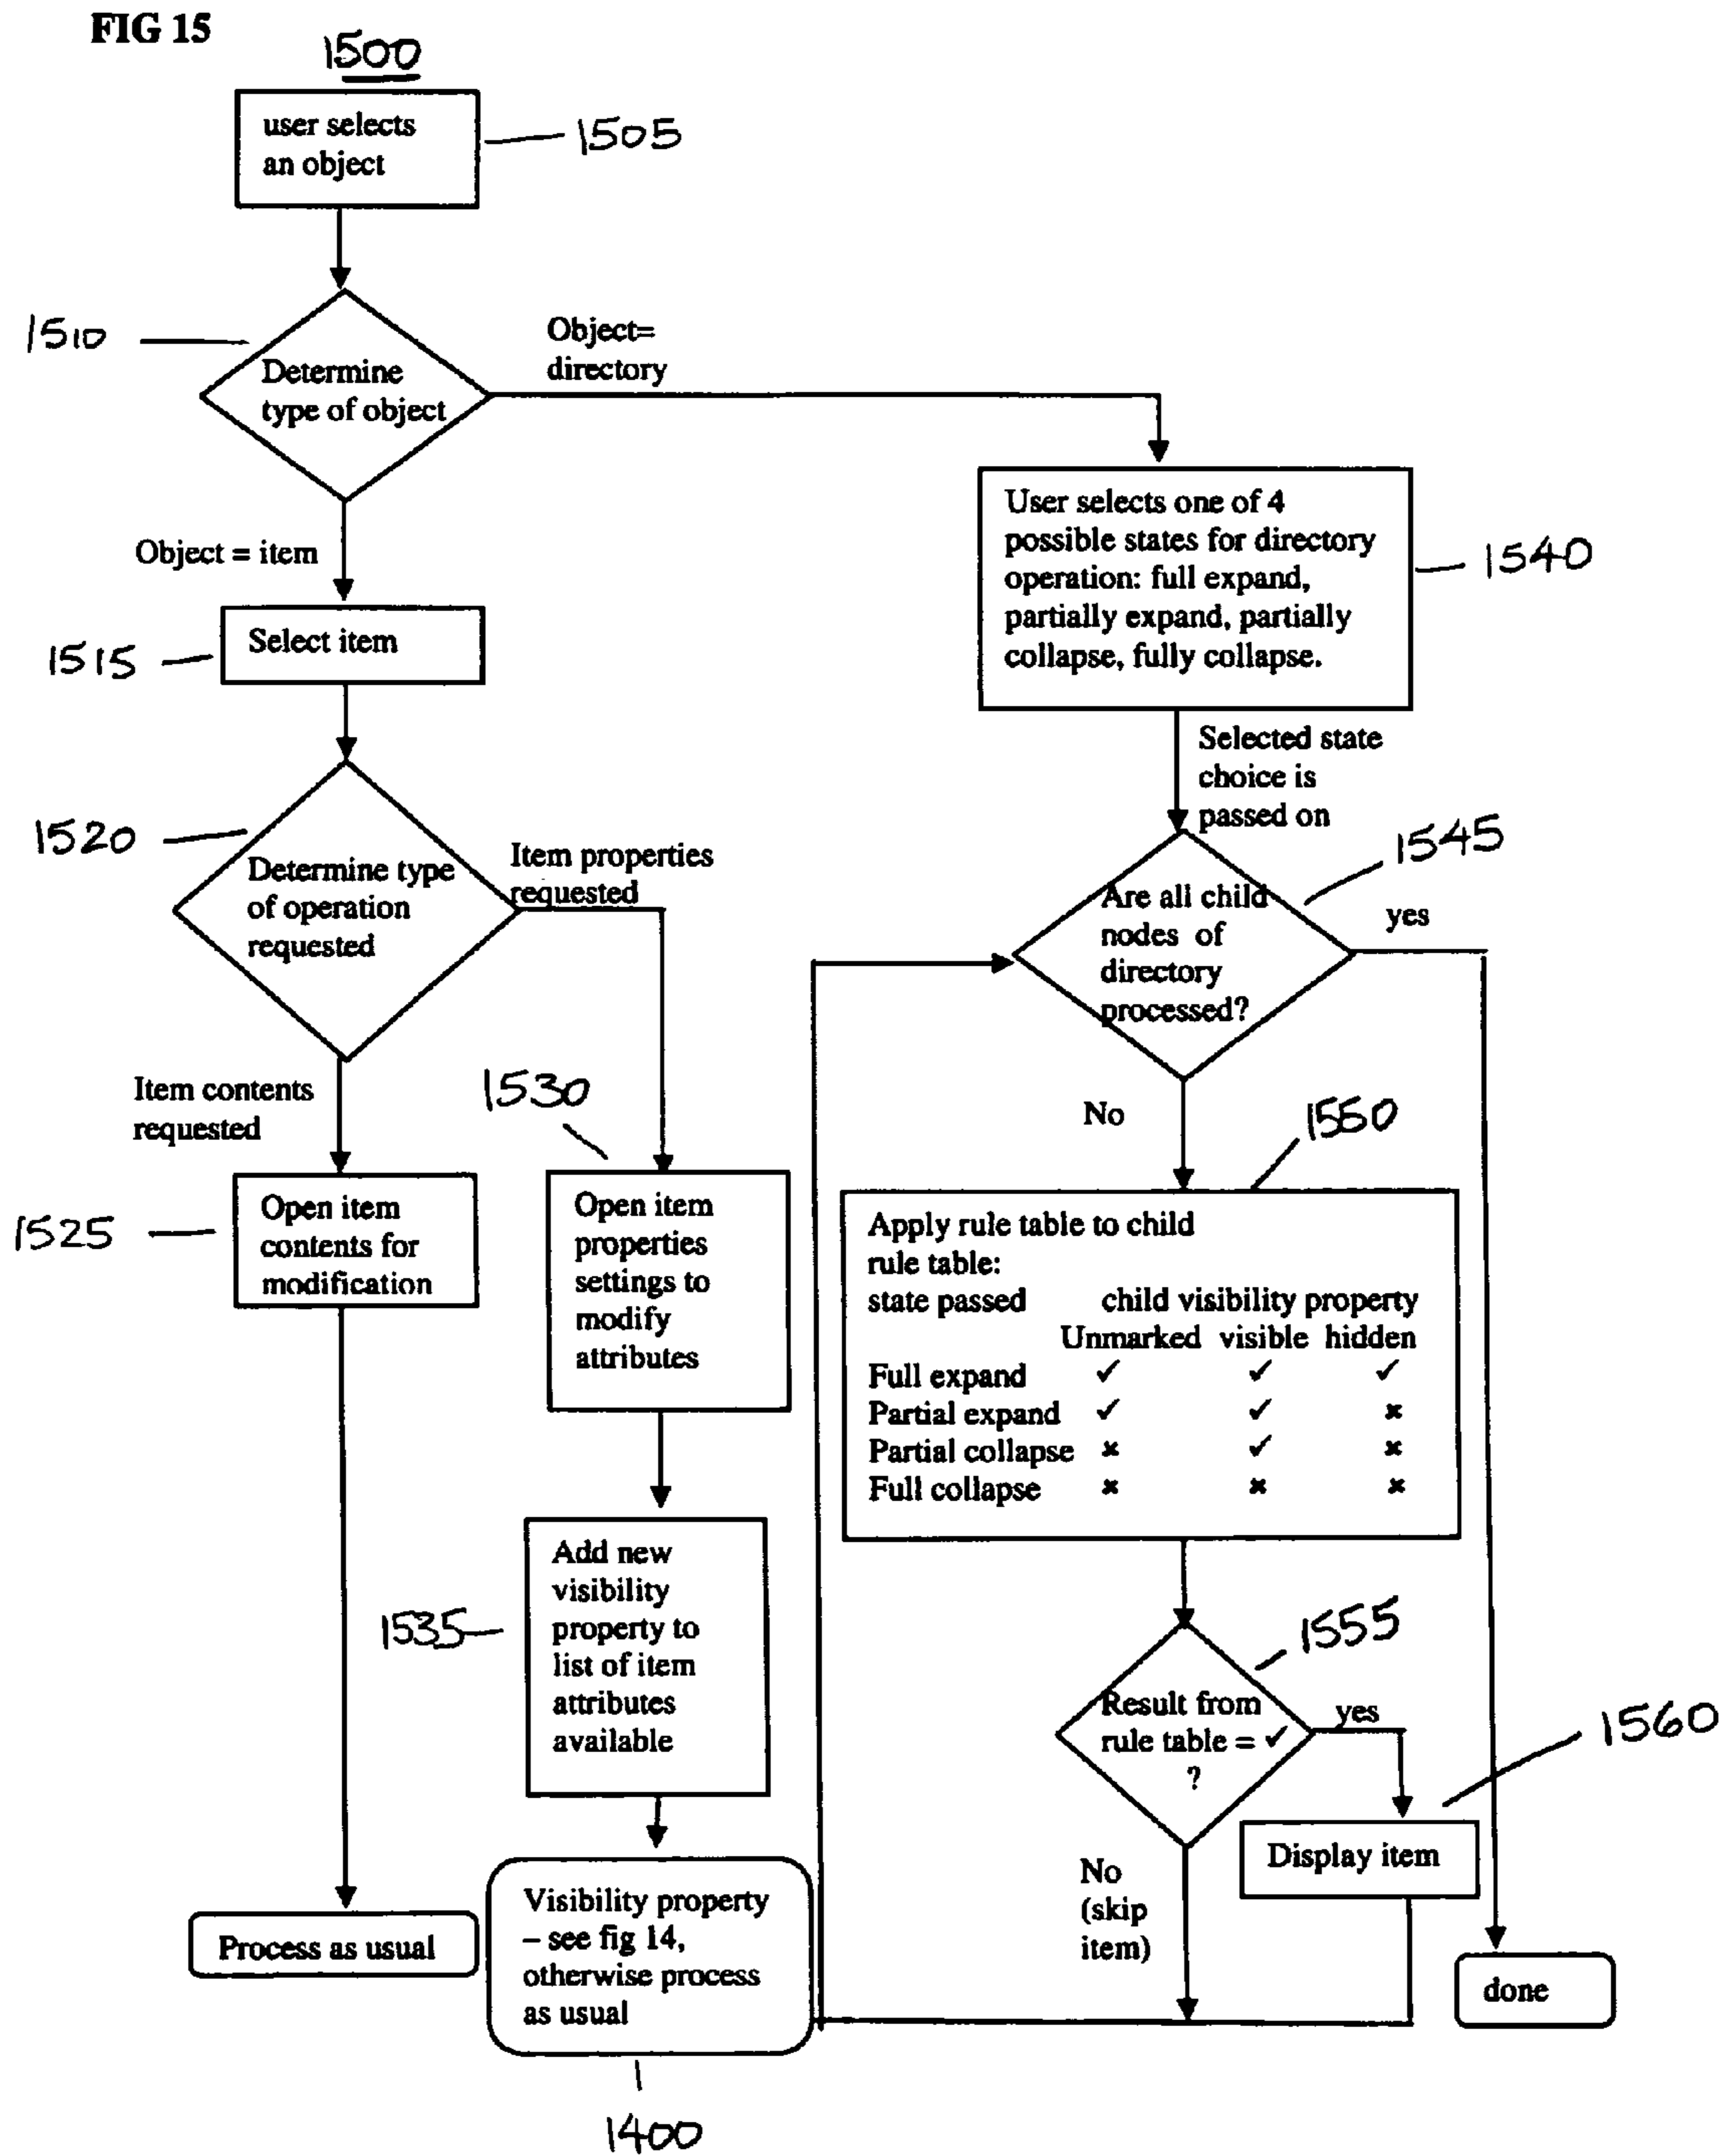 FIG 15
1500
user selects
an object
1505
1510
Determine
type of object
Object=
directory
Object = item
1515
Select item
User selects one of 4
possible states for directory
operation: full expand,
partially expand, partially
collapse, fully collapse.
1540
Selected state
choice is
passed on
1520
Determine type
of operation
requested
Item properties
requested
1545
Are all child
nodes of
directory
processed?
yes
Item contents
requested
1530
No
1550
1525
Open item
contents for
modification
Open item
properties
settings to
modify
attributes
Apply rule table to child
rule table:
state passed child visibility property
Unmarked visible hidden
Full expand ✓ ✓ ✓
Partial expand ✓ ✓ ×
Partial collapse × ✓ ×
Full collapse × × ×
1535
Add new
visibility
property to
list of item
attributes
available
1555
Result from
rule table = ✓
?
yes
1560
Display item
No
(skip
item)
Process as usual
Visibility property
– see fig 14,
otherwise process
as usual
done
1400